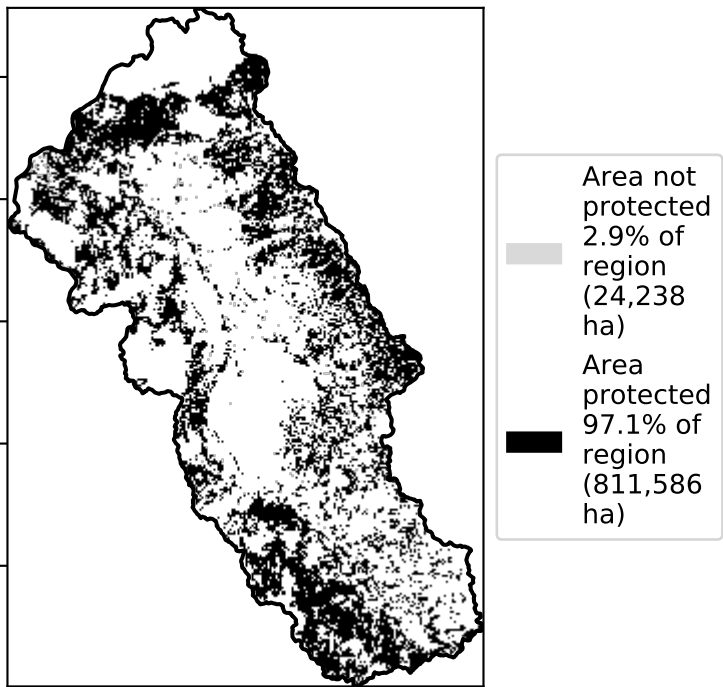 Area not
protected
2.9% of
region
(24,238
ha)
Area
protected
97.1% of
region
(811,586
ha)